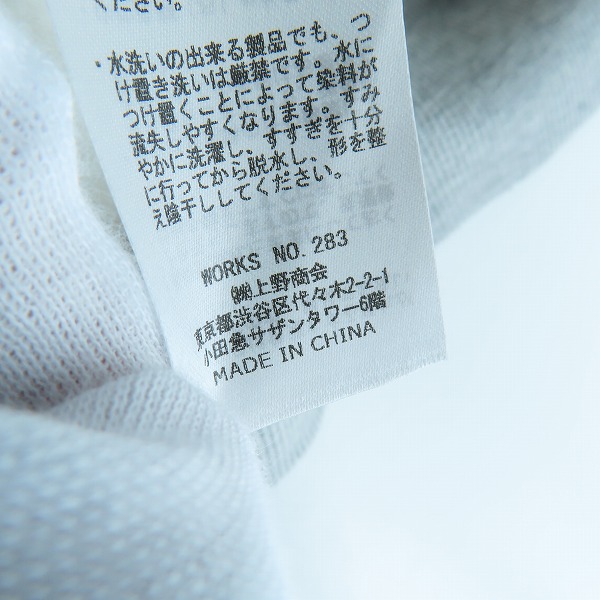 ください。
・水洗いの出来る製品でも、つ
け置き洗いは厳禁です。水に
つけ置くことによって染料が
流失しやすくなります。すみ
やかに洗濯し、すすぎを十分
に行ってから脱水し、形を整
え陰干ししてください。
WORKS NO. 283
㈱上野商会
東京都渋谷区代々木2-2-1
小田急サザンタワー6階
MADE IN CHINA